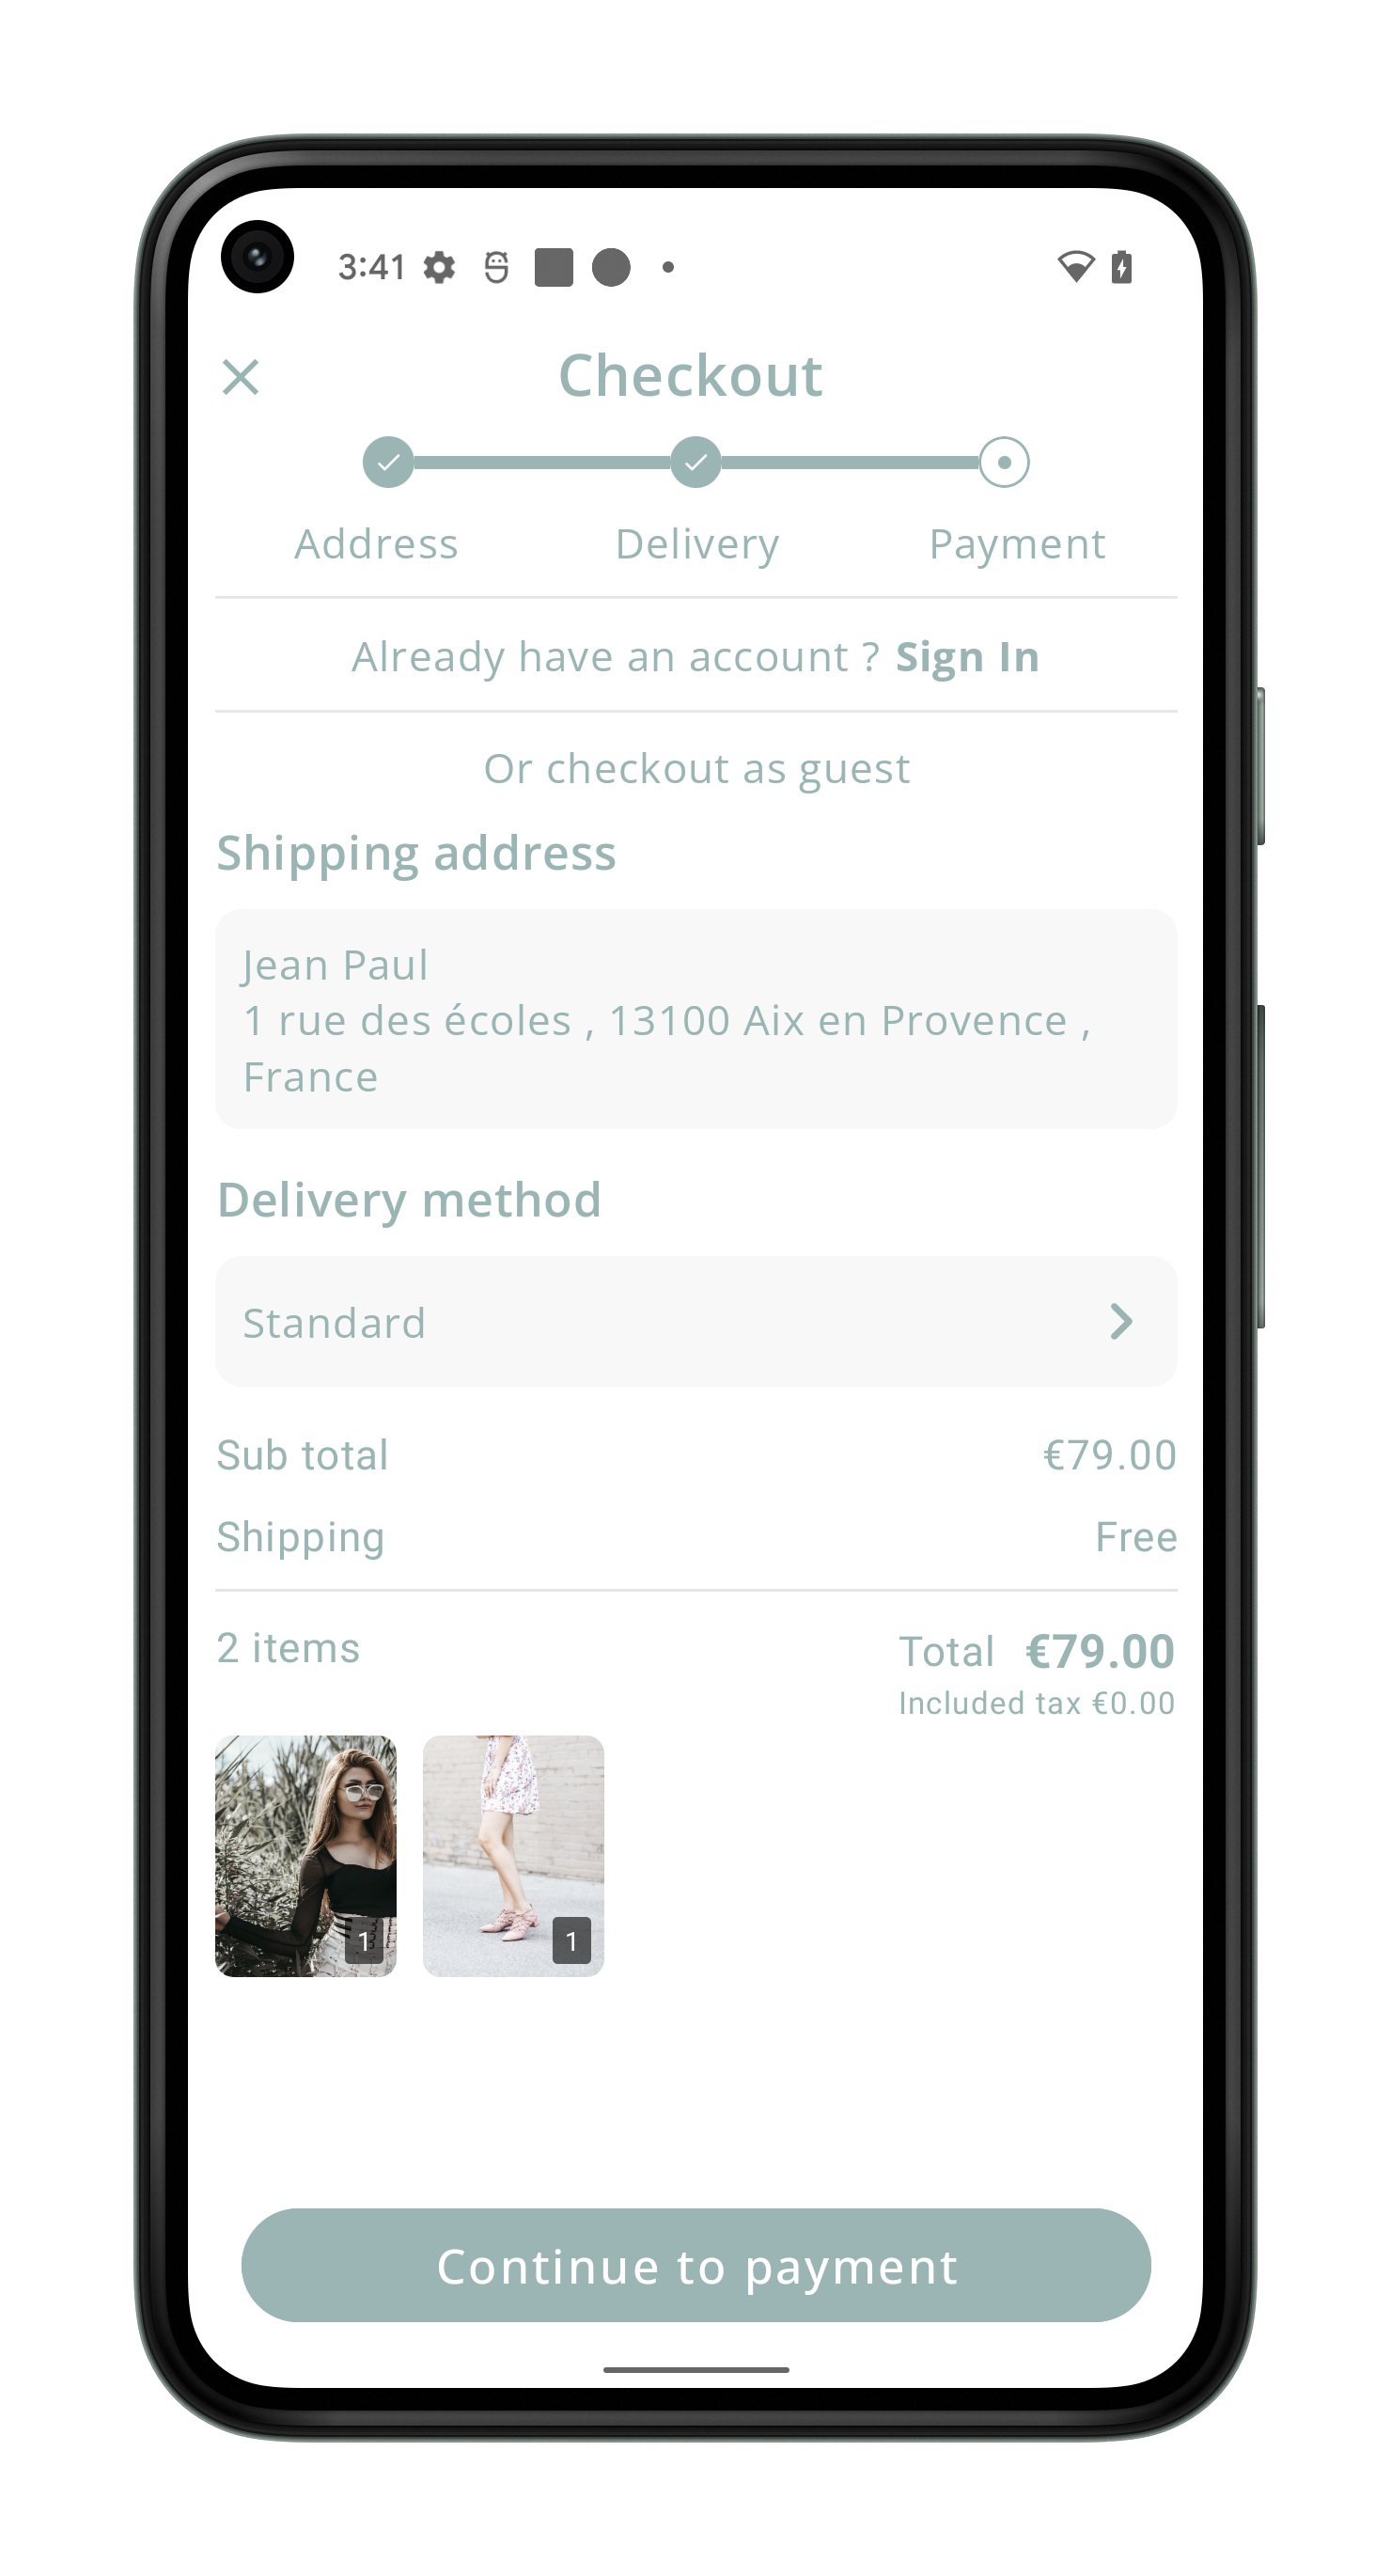 3:41
Checkout
Address Delivery Payment
Already have an account ? Sign In
Or checkout as guest
Shipping address
Jean Paul
1 rue des écoles , 13100 Aix en Provence ,
France
Delivery method
Standard
Sub total €79.00
Shipping Free
2 items Total €79.00
Included tax €0.00
1 1
Continue to payment